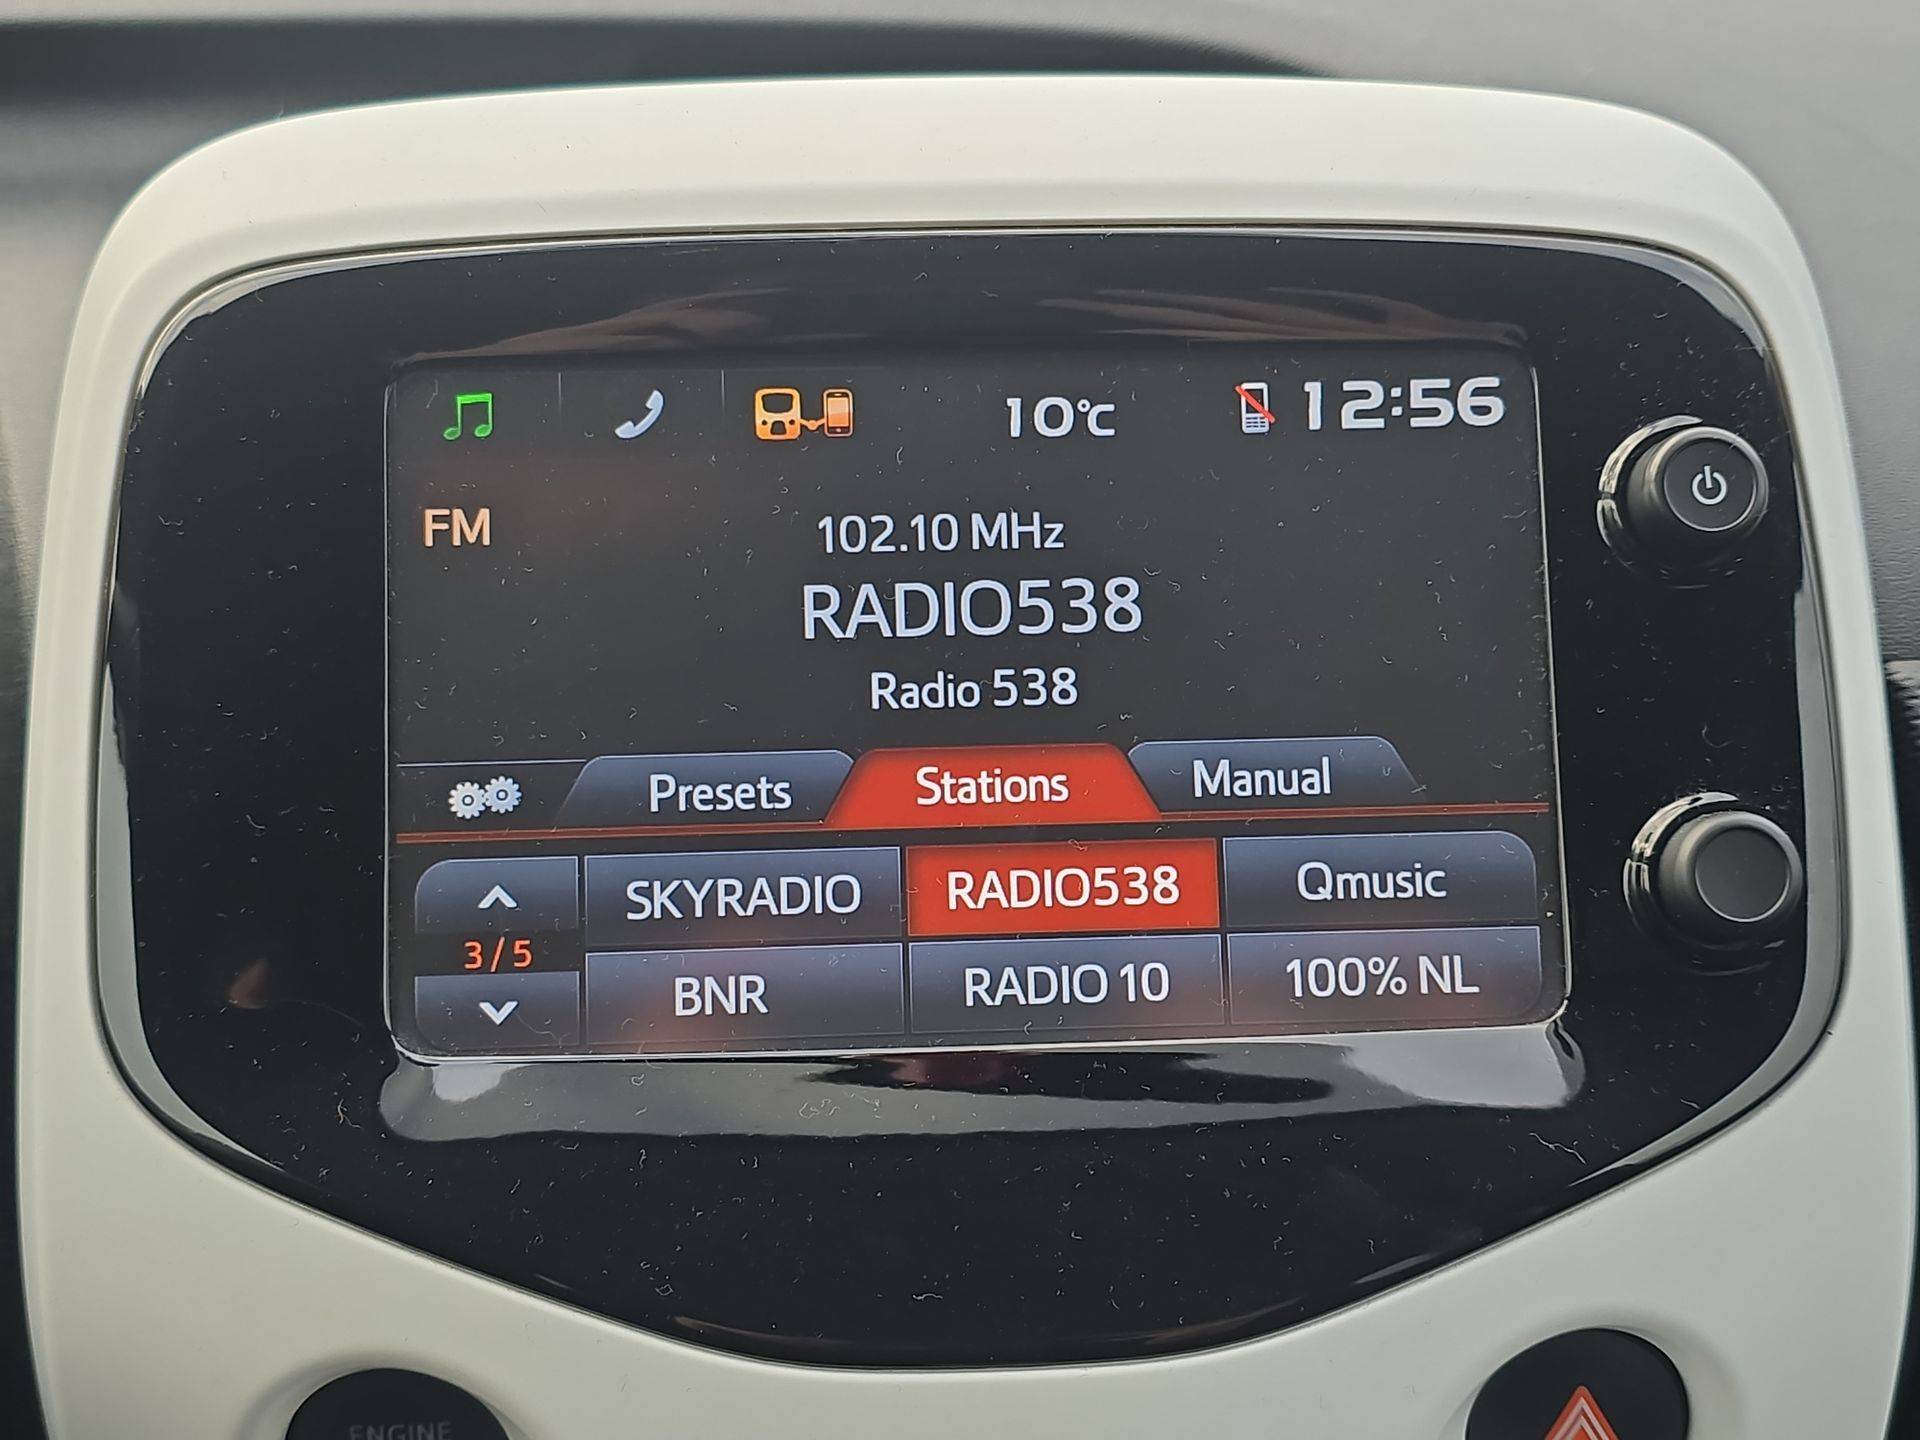 10°C 12:56
FM 102.10 MHz
RADIO538
Radio 538
Presets Stations Manual
SKYRADIO RADIO538 Qmusic
3 / 5
BNR RADIO 10 100% NL
ENGINE